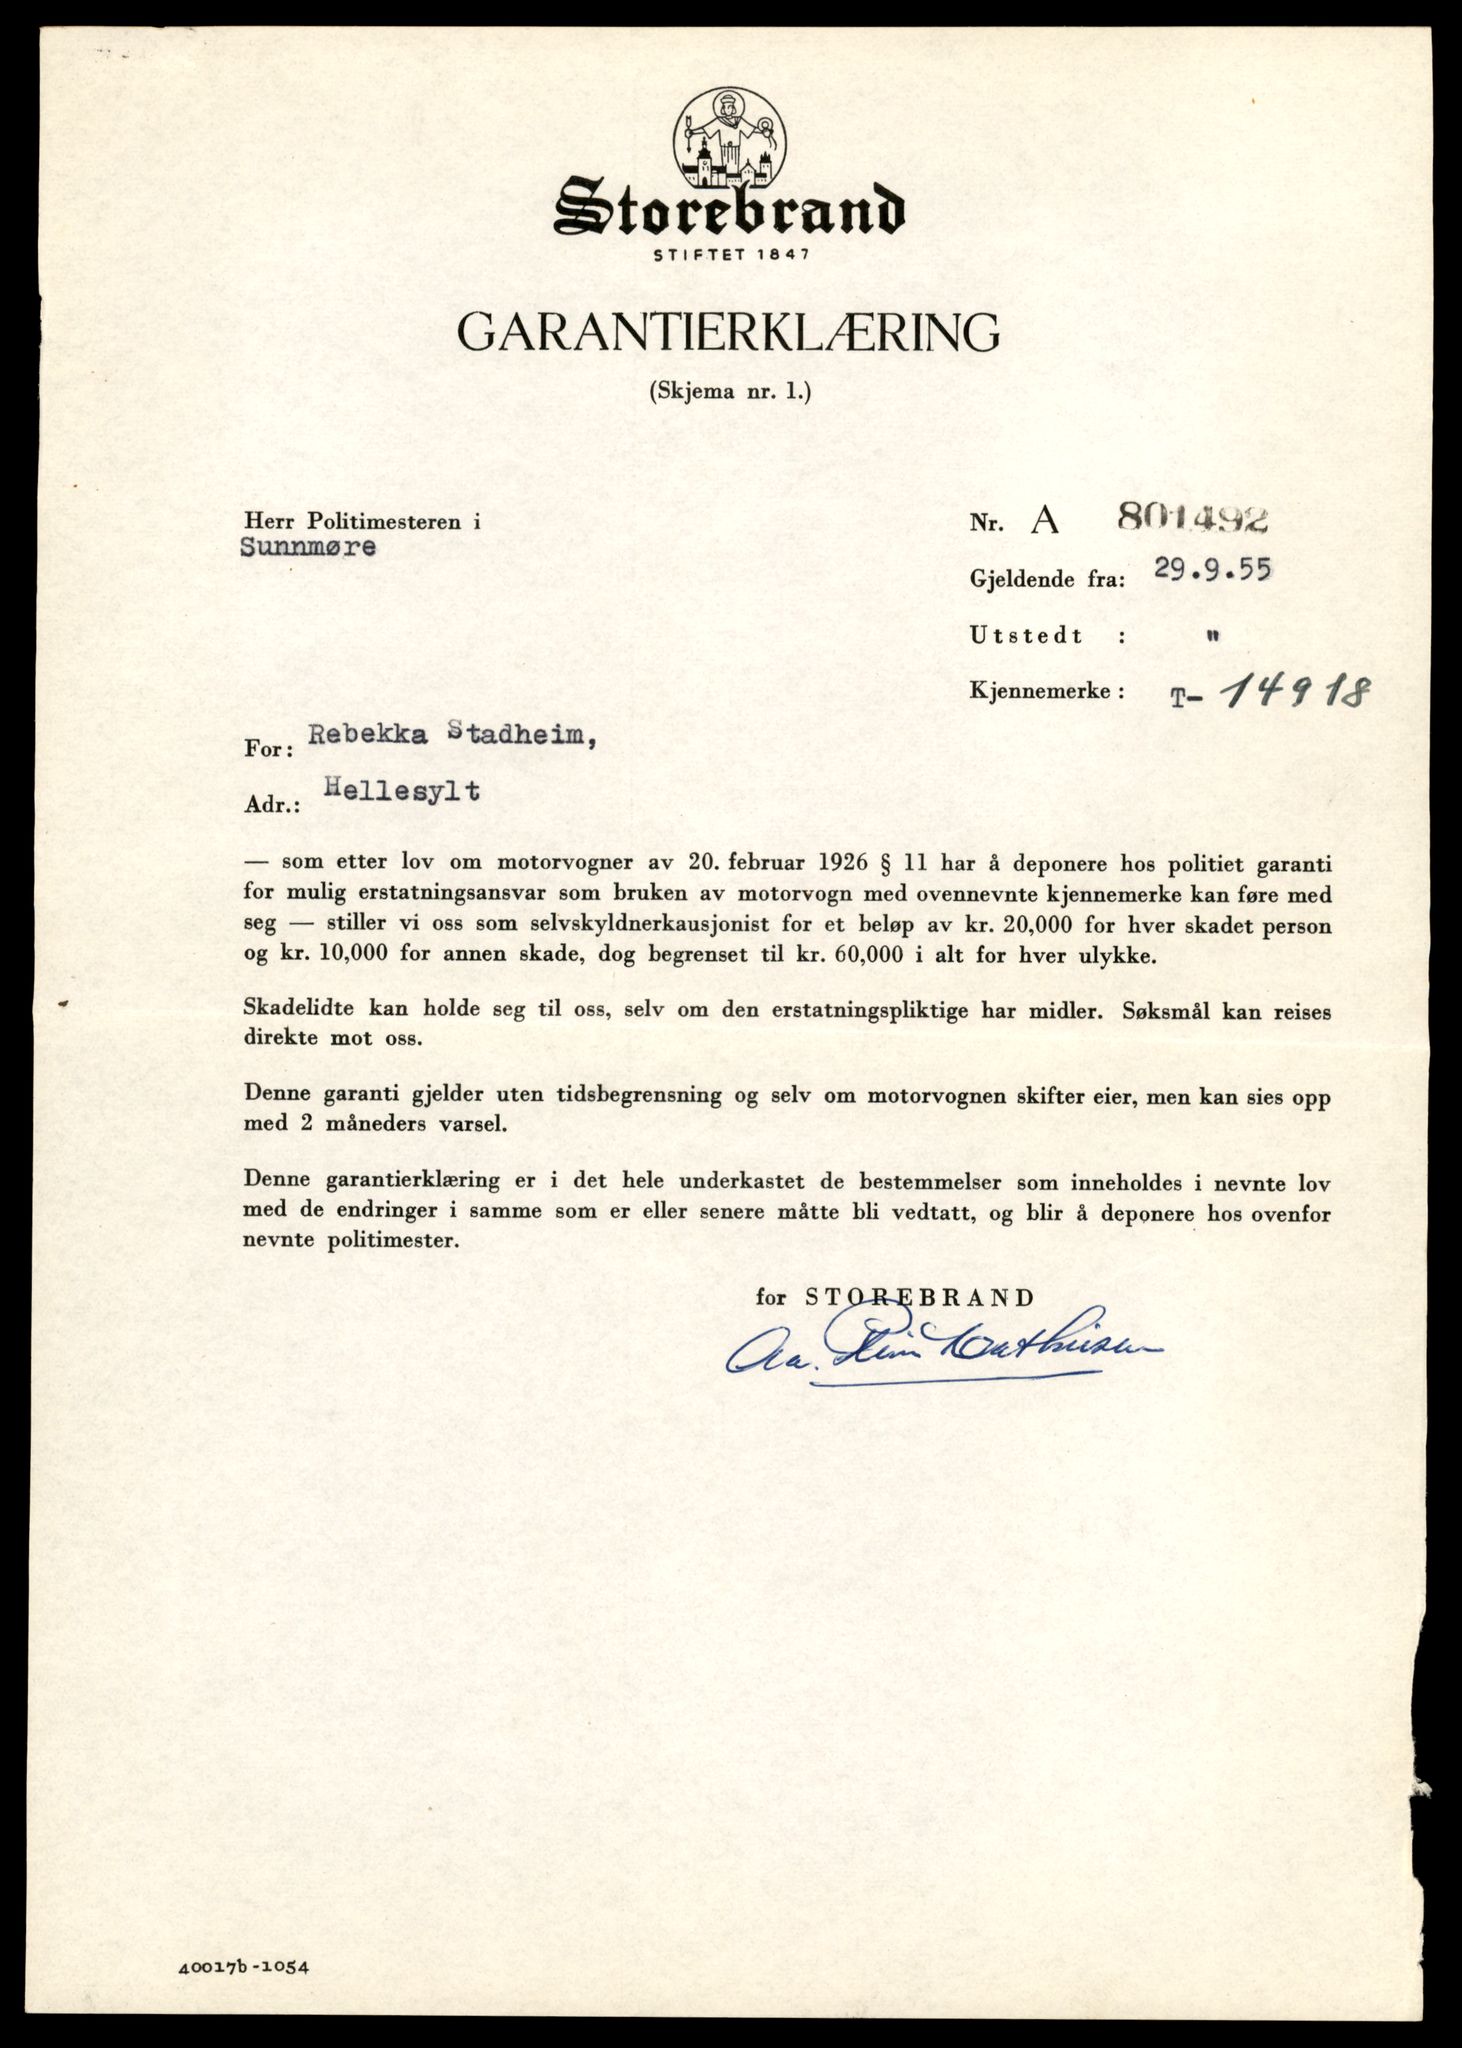 Storebrand
STIFTET 1847
GARANTIERKLÆRING
(Skjema nr. 1.)
Herr Politimesteren i
Sunnmøre
Nr. A 801492
Gjeldende fra: 29.9.55
Utstedt : "
Kjennemerke: T- 14918
For: Rebekka Stadheim,
Adr.: Hellesylt
— som etter lov om motorvogner av 20. februar 1926 § 11 har å deponere hos politiet garanti
for mulig erstatningsansvar som bruken av motorvogn med ovennevnte kjennemerke kan føre med
seg — stiller vi oss som selvskyldnerkausjonist for et beløp av kr. 20,000 for hver skadet person
og kr. 10,000 for annen skade, dog begrenset til kr. 60,000 i alt for hver ulykke.
Skadelidte kan holde seg til oss, selv om den erstatningspliktige har midler. Søksmål kan reises
direkte mot oss.
Denne garanti gjelder uten tidsbegrensning og selv om motorvognen skifter eier, men kan sies opp
med 2 måneders varsel.
Denne garantierklæring er i det hele underkastet de bestemmelser som inneholdes i nevnte lov
med de endringer i samme som er eller senere måtte bli vedtatt, og blir å deponere hos ovenfor
nevnte politimester.
for STOREBRAND
40017b-1054